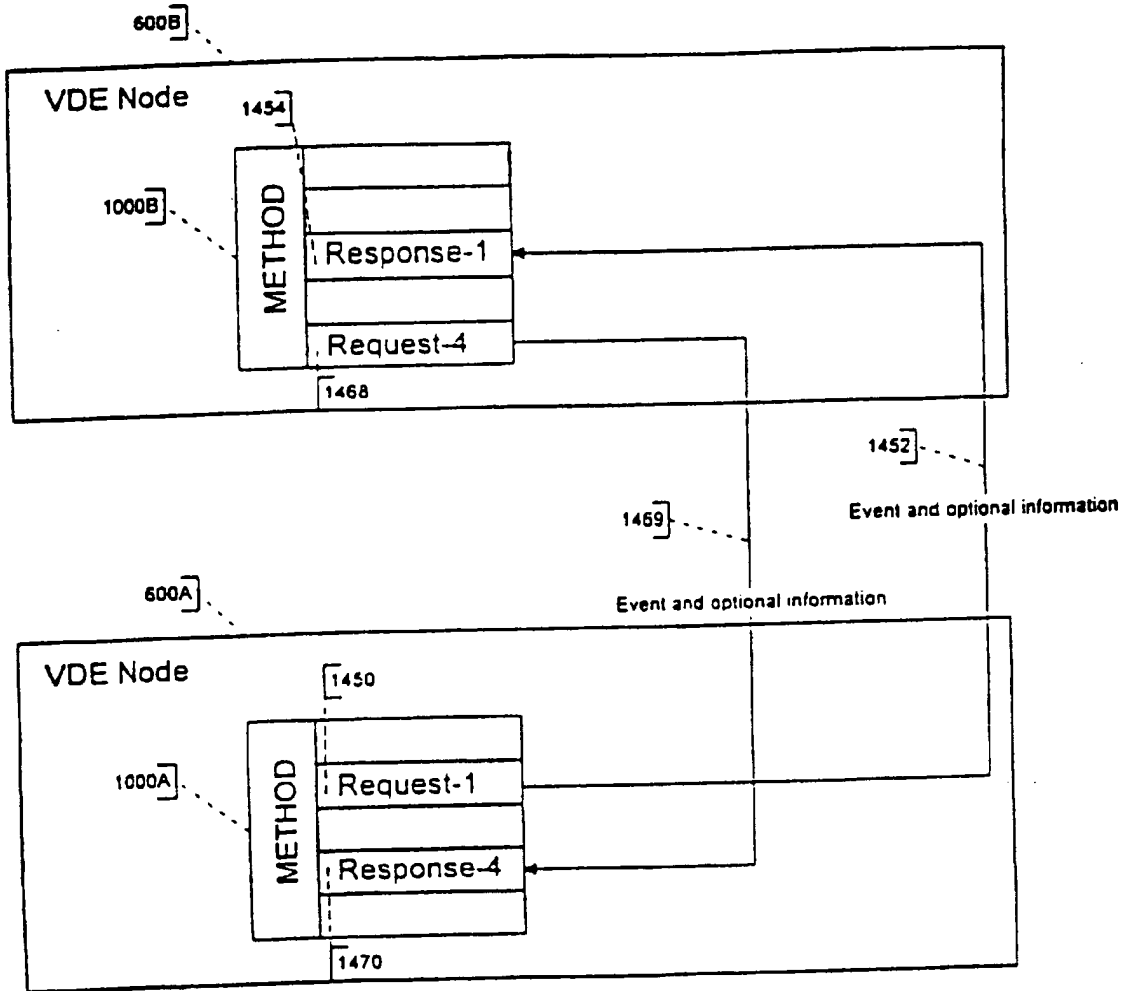 600B
VDE Node
1454
1000B
METHOD
Response-1
Request-4
1468
1452
Event and optional information
1469
600A
Event and optional information
VDE Node
1450
1000A
METHOD
Request-1
Response-4
1470